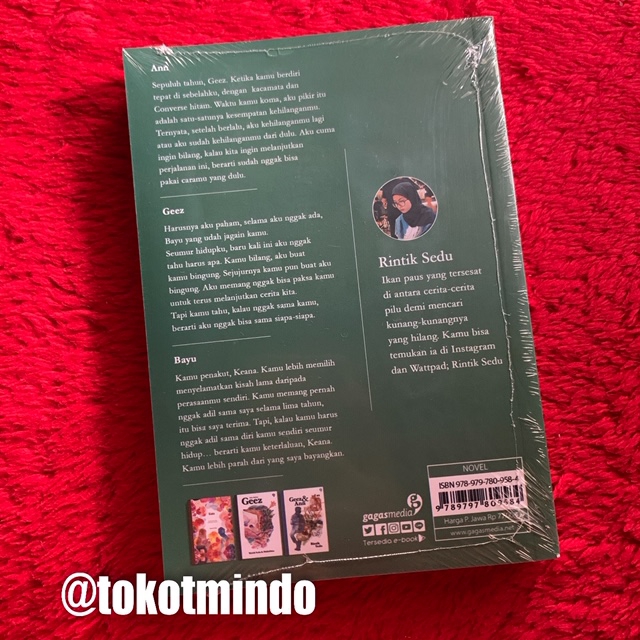 Ann
Sepuluh tahun, Geez. Ketika kamu berdiri
tepat di sebelahku, dengan kacamata dan
Converse hitam. Waktu kamu koma, aku pikir itu
adalah satu-satunya kesempatan kehilanganmu.
Ternyata, setelah berlalu, aku kehilanganmu lagi
atau aku sudah kehilanganmu dari dulu. Aku cuma
ingin bilang, kalau kita ingin melanjutkan
perjalanan ini, berarti sudah nggak bisa
pakai caramu yang dulu.
Geez
Harusnya aku paham, selama aku nggak ada,
Bayu yang udah jagain kamu.
Seumur hidupku, baru kali ini aku nggak
tahu harus apa. Kamu bilang, aku buat
kamu bingung. Sejujurnya kamu pun buat aku
bingung. Aku memang nggak bisa paksa kamu
untuk terus melanjutkan cerita kita.
Tapi kamu tahu, kalau nggak sama kamu,
berarti aku nggak bisa sama siapa-siapa.
Bayu
Kamu penakut, Keana. Kamu lebih memilih
menyelamatkan kisah lama daripada
perasaanmu sendiri. Kamu memang pernah
nggak adil sama saya selama lima tahun,
itu bisa saya terima. Tapi, kalau kamu harus
nggak adil sama diri kamu sendiri seumur
hidup... berarti kamu keterlaluan, Keana.
Kamu lebih parah dari yang saya bayangkan.
Rintik Sedu
Ikan paus yang tersesat
di antara cerita-cerita
pilu demi mencari
kunang-kunangnya
yang hilang. Kamu bisa
temukan ia di Instagram
dan Wattpad; Rintik Sedu
Geez
Geez&
Ann
gagasmedia
Tersedia e-book
NOVEL
ISBN 978-979-780-958-4
9 789797 809584
Harga P. Jawa Rp
www.gagasmedia.net
@tokotmindo